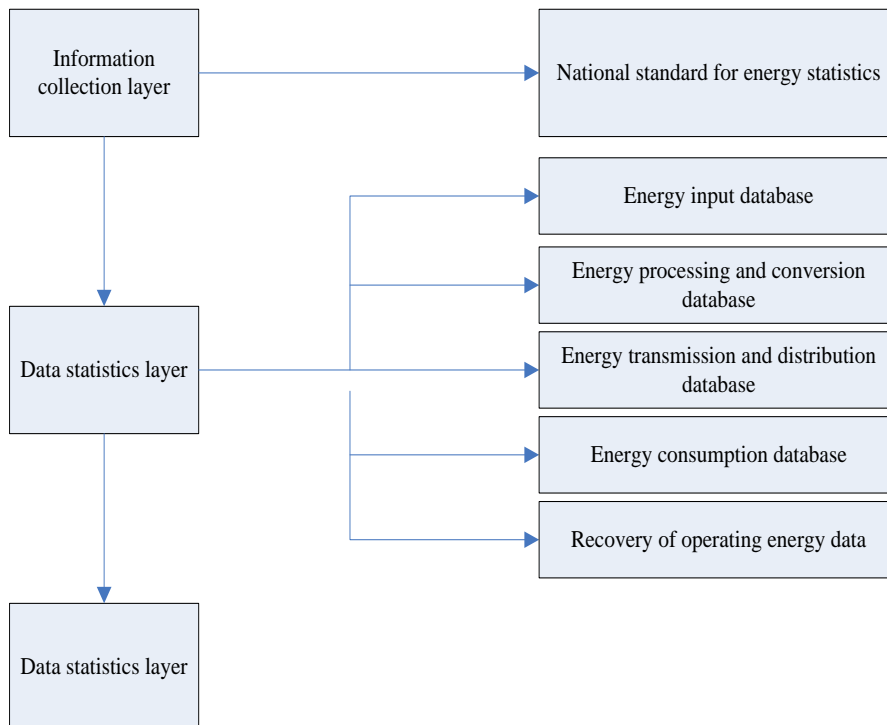 Information
collection layer
National standard for energy statistics
Energy input database
Energy processing and conversion
database
Data statistics layer
Energy transmission and distribution
database
Energy consumption database
Recovery of operating energy data
Data statistics layer